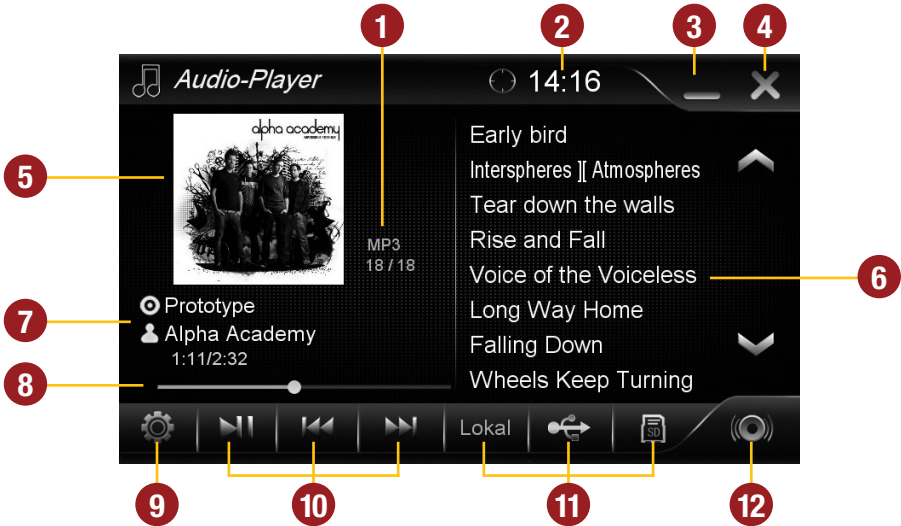 1 2 3 4
Audio-Player 14:16
alpha academy
5
Early bird
Interspheres ][ Atmospheres
Tear down the walls
Rise and Fall
MP3
18 / 18
Voice of the Voiceless
6
Long Way Home
Falling Down
Wheels Keep Turning
7
Prototype
Alpha Academy
1:11/2:32
8
Lokal
SD
9 10 11 12